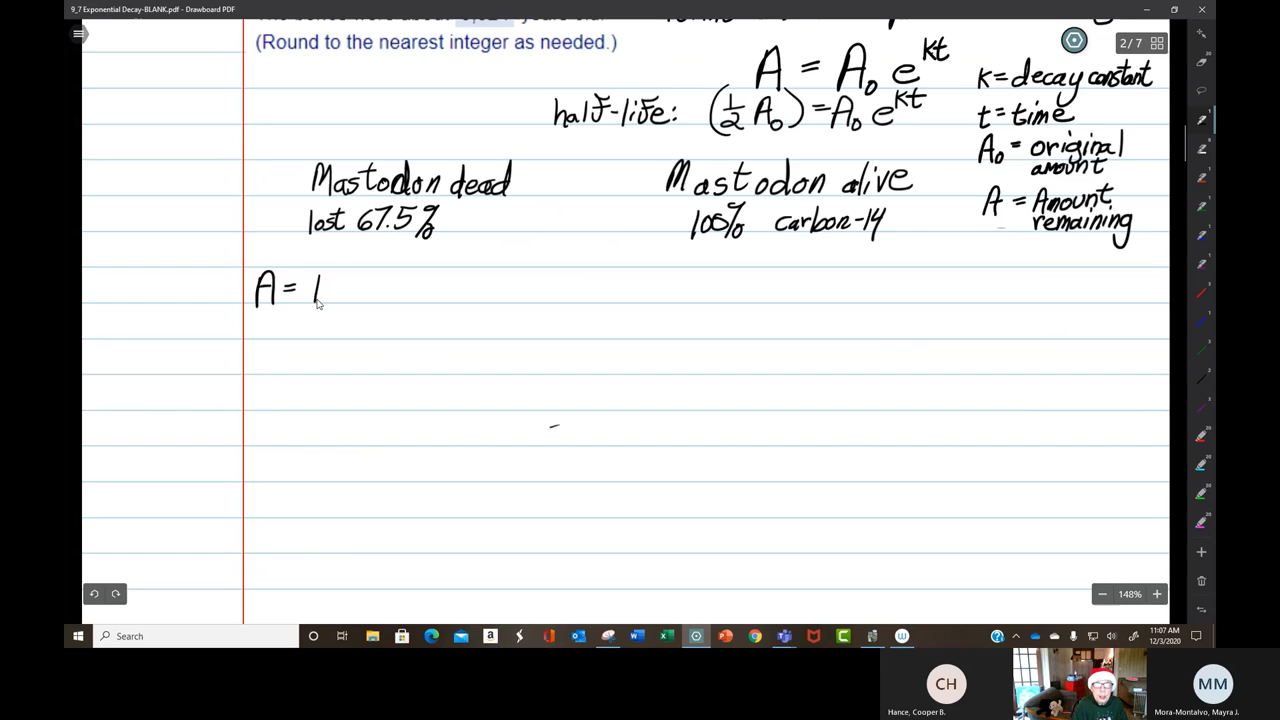 9_7 Exponential Decay-BLANK.pdf - Drawboard PDF
(Round to the nearest integer as needed.)
2/7
A = A₀ e^kt
half-life: (1/2 A₀) = A₀ e^kt
k = decay constant
t = time
A₀ = original
amount
A = Amount
remaining
Mastodon dead
lost 67.5%
Mastodon alive
100% carbon-14
A = 1
148%
Search
11:07 AM
12/3/2020
CH
Hance, Cooper B.
MM
Mora-Montalvo, Mayra J.